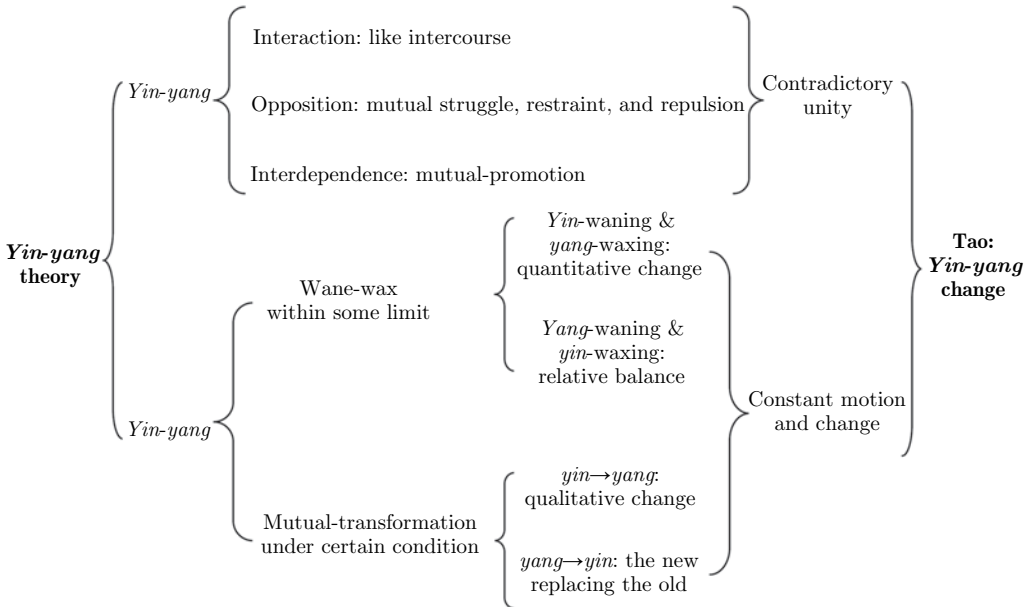 Yin-yang
theory
Yin-yang
Interaction: like intercourse
Opposition: mutual struggle, restraint, and repulsion
Interdependence: mutual-promotion
Contradictory
unity
Yin-yang
Wane-wax
within some limit
Yin-waning &
yang-waxing:
quantitative change
Yang-waning &
yin-waxing:
relative balance
Mutual-transformation
under certain condition
yin→yang:
qualitative change
yang→yin: the new
replacing the old
Constant motion
and change
Tao:
Yin-yang
change